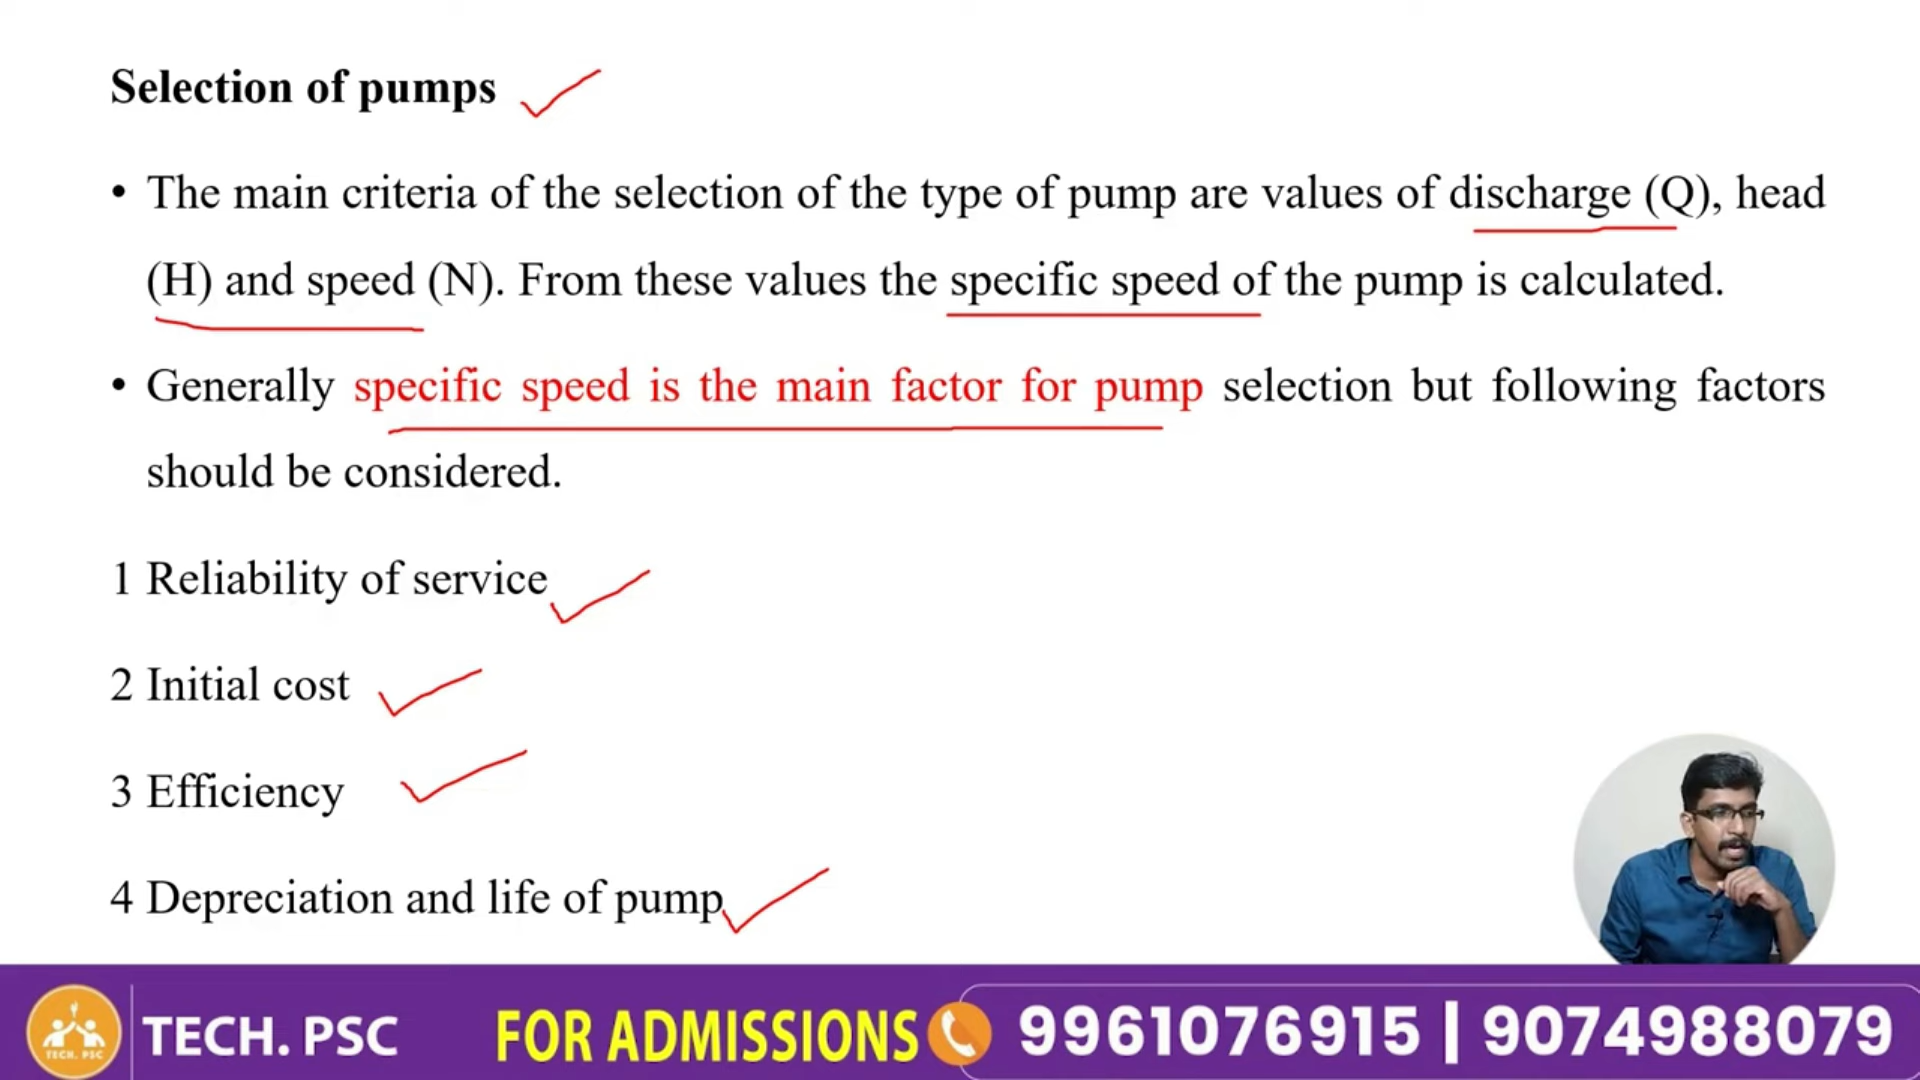 Selection of pumps
• The main criteria of the selection of the type of pump are values of discharge (Q), head
(H) and speed (N). From these values the specific speed of the pump is calculated.
• Generally specific speed is the main factor for pump selection but following factors
should be considered.
1 Reliability of service
2 Initial cost
3 Efficiency
4 Depreciation and life of pump
TECH. PSC
TECH. PSC
FOR ADMISSIONS
9961076915 | 9074988079